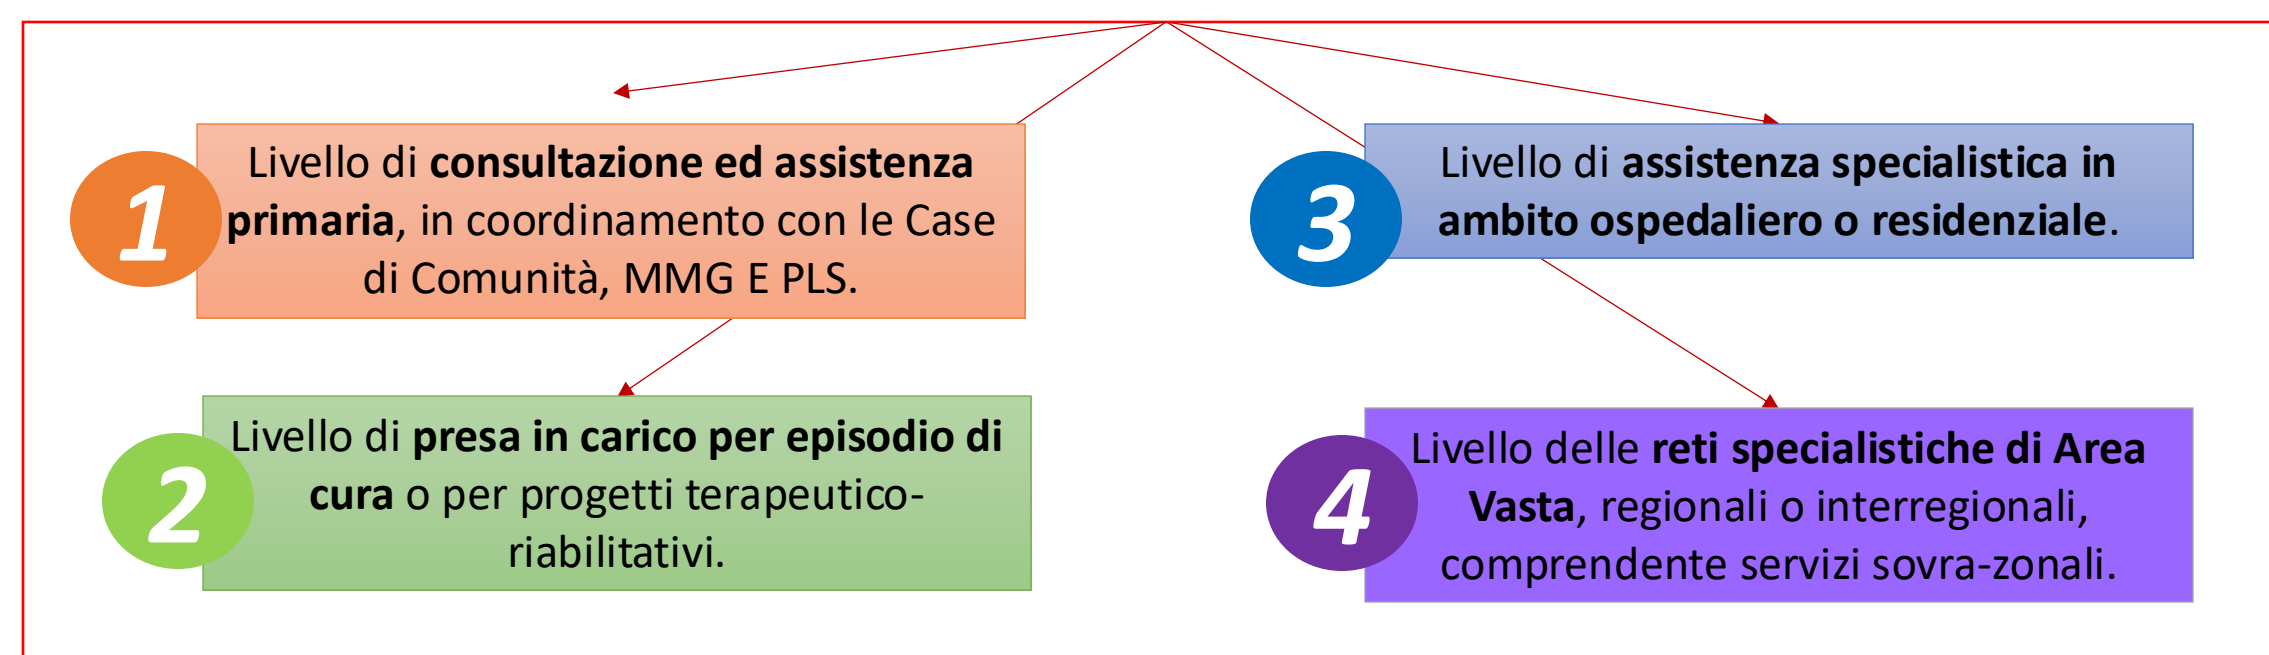 1
Livello di consultazione ed assistenza
primaria, in coordinamento con le Case
di Comunità, MMG E PLS.
2
Livello di presa in carico per episodio di
cura o per progetti terapeutico-
riabilitativi.
3
Livello di assistenza specialistica in
ambito ospedaliero o residenziale.
4
Livello delle reti specialistiche di Area
Vasta, regionali o interregionali,
comprendente servizi sovra-zonali.